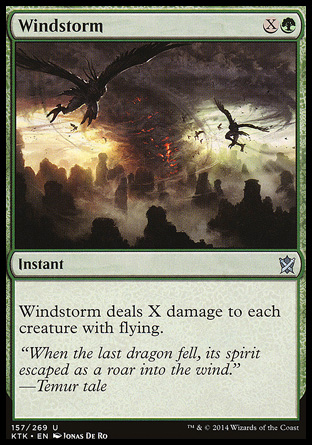 Windstorm X
Instant
Windstorm deals X damage to each
creature with flying.
“When the last dragon fell, its spirit
escaped as a roar into the wind.”
—Temur tale
157/269 U
KTK • EN Jonas De Ro ™ & © 2014 Wizards of the Coast